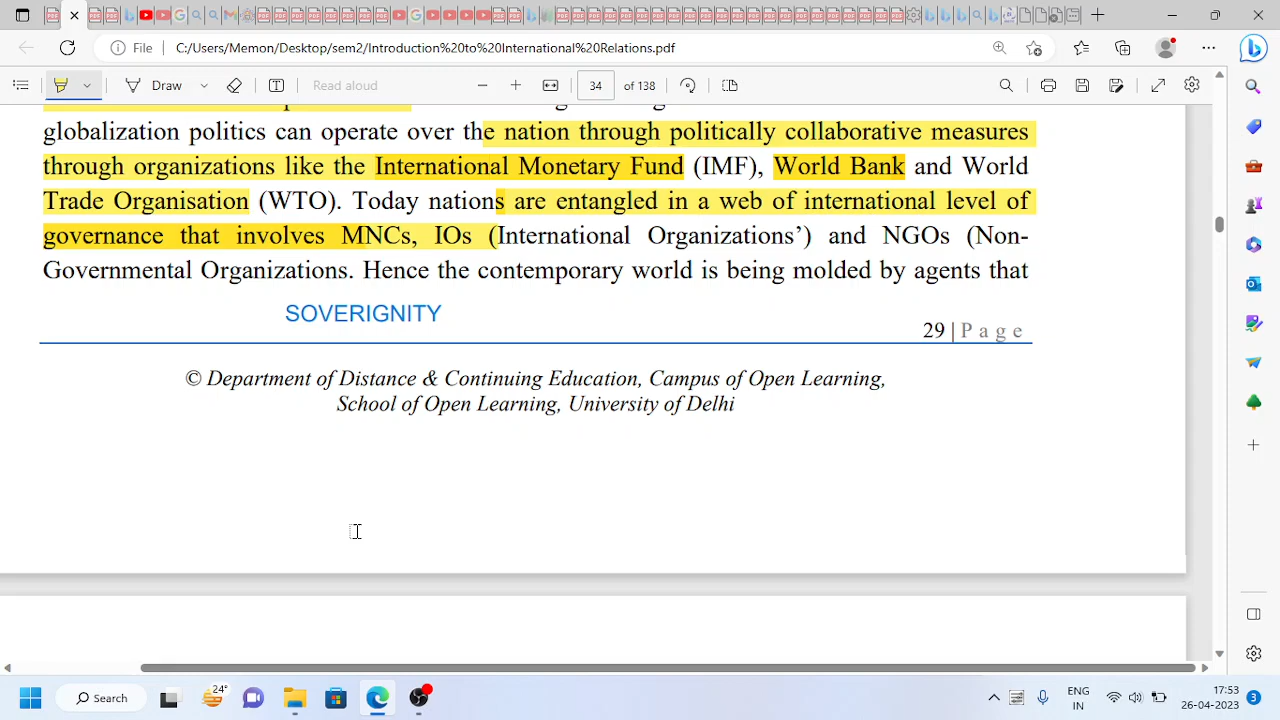 File C:/Users/Memon/Desktop/sem2/Introduction%20to%20International%20Relations.pdf
Draw Read aloud 34 of 138
globalization politics can operate over the nation through politically collaborative measures
through organizations like the International Monetary Fund (IMF), World Bank and World
Trade Organisation (WTO). Today nations are entangled in a web of international level of
governance that involves MNCs, IOs (International Organizations’) and NGOs (Non-
Governmental Organizations. Hence the contemporary world is being molded by agents that
SOVERIGNITY
29 | P a g e
© Department of Distance & Continuing Education, Campus of Open Learning,
School of Open Learning, University of Delhi
24°
Search
ENG
IN
17:53
26-04-2023
3